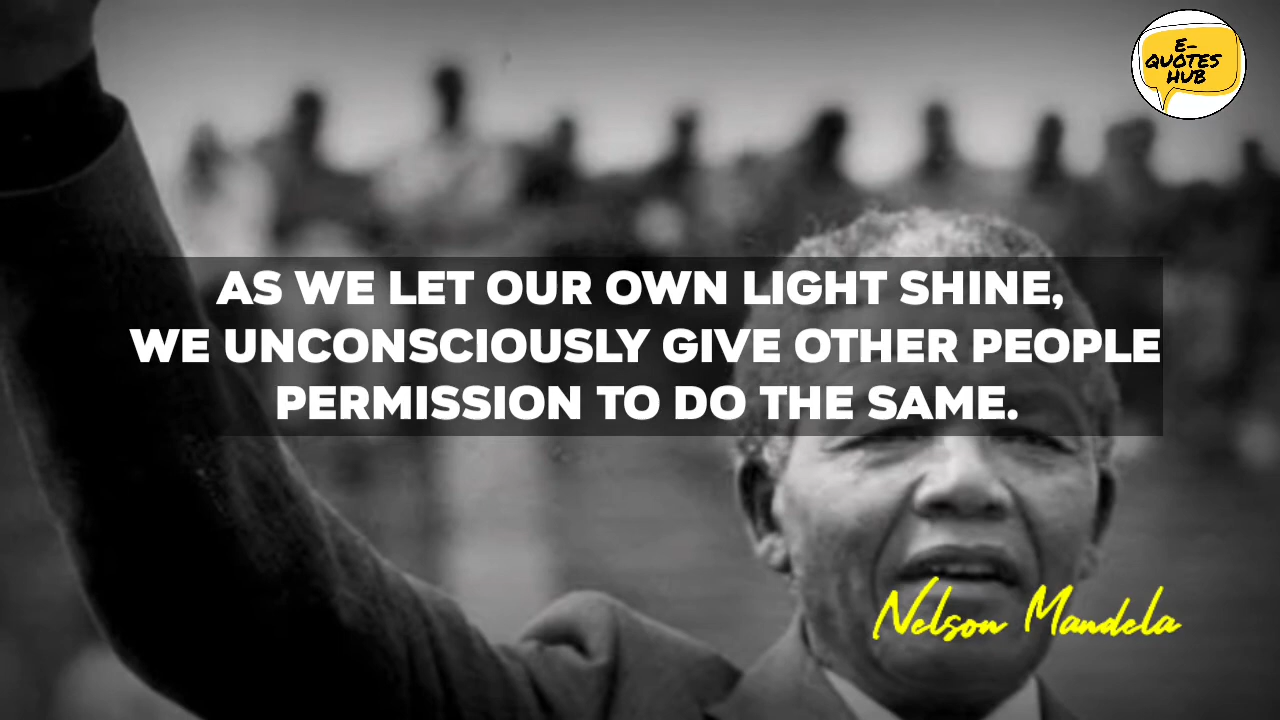 E-
QUOTES
HUB
AS WE LET OUR OWN LIGHT SHINE,
WE UNCONSCIOUSLY GIVE OTHER PEOPLE
PERMISSION TO DO THE SAME.
Nelson Mandela